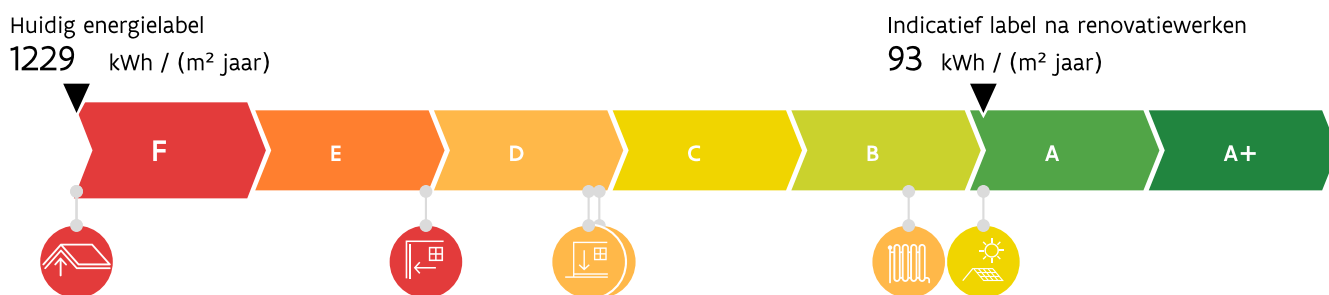 Huidig energielabel
1229 kWh / (m² jaar)
Indicatief label na renovatiewerken
93 kWh / (m² jaar)
F E D C B A A+